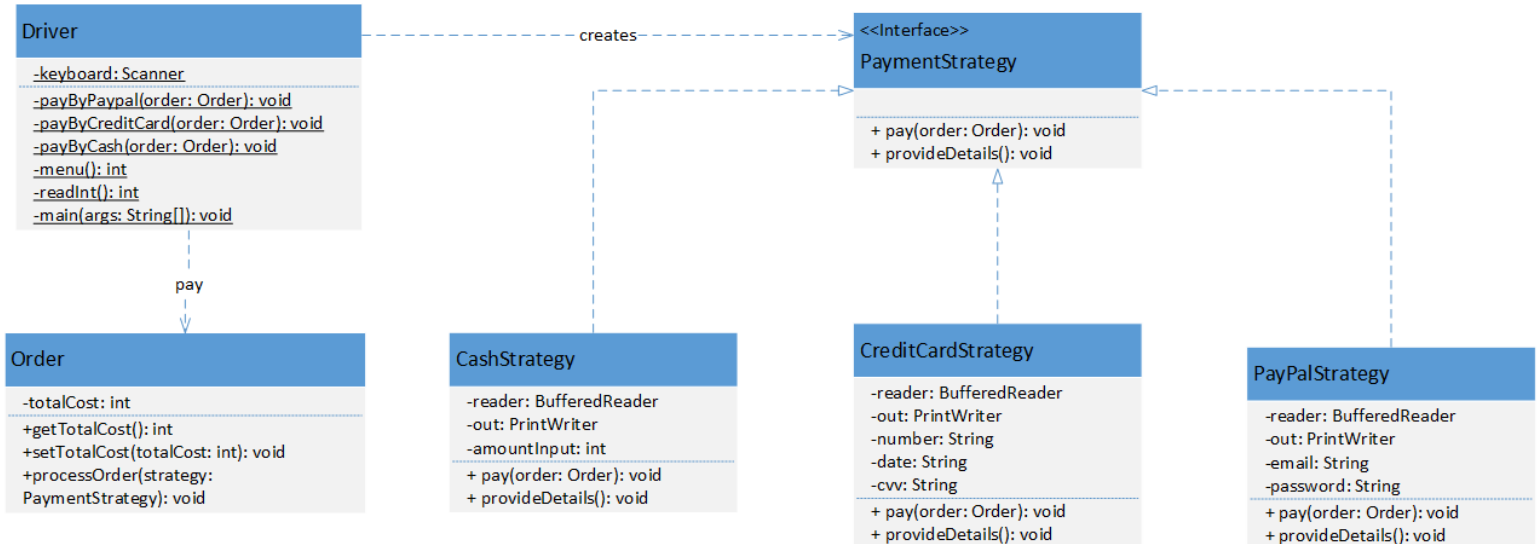 Driver
-keyboard: Scanner
-payByPaypal(order: Order): void
-payByCreditCard(order: Order): void
-payByCash(order: Order): void
-menu(): int
-readInt(): int
-main(args: String[]): void
creates
<<Interface>>
PaymentStrategy
+ pay(order: Order): void
+ provideDetails(): void
pay
Order
-totalCost: int
+getTotalCost(): int
+setTotalCost(totalCost: int): void
+processOrder(strategy:
PaymentStrategy): void
CashStrategy
-reader: BufferedReader
-out: PrintWriter
-amountInput: int
+ pay(order: Order): void
+ provideDetails(): void
CreditCardStrategy
-reader: BufferedReader
-out: PrintWriter
-number: String
-date: String
-cvv: String
+ pay(order: Order): void
+ provideDetails(): void
PayPalStrategy
-reader: BufferedReader
-out: PrintWriter
-email: String
-password: String
+ pay(order: Order): void
+ provideDetails(): void